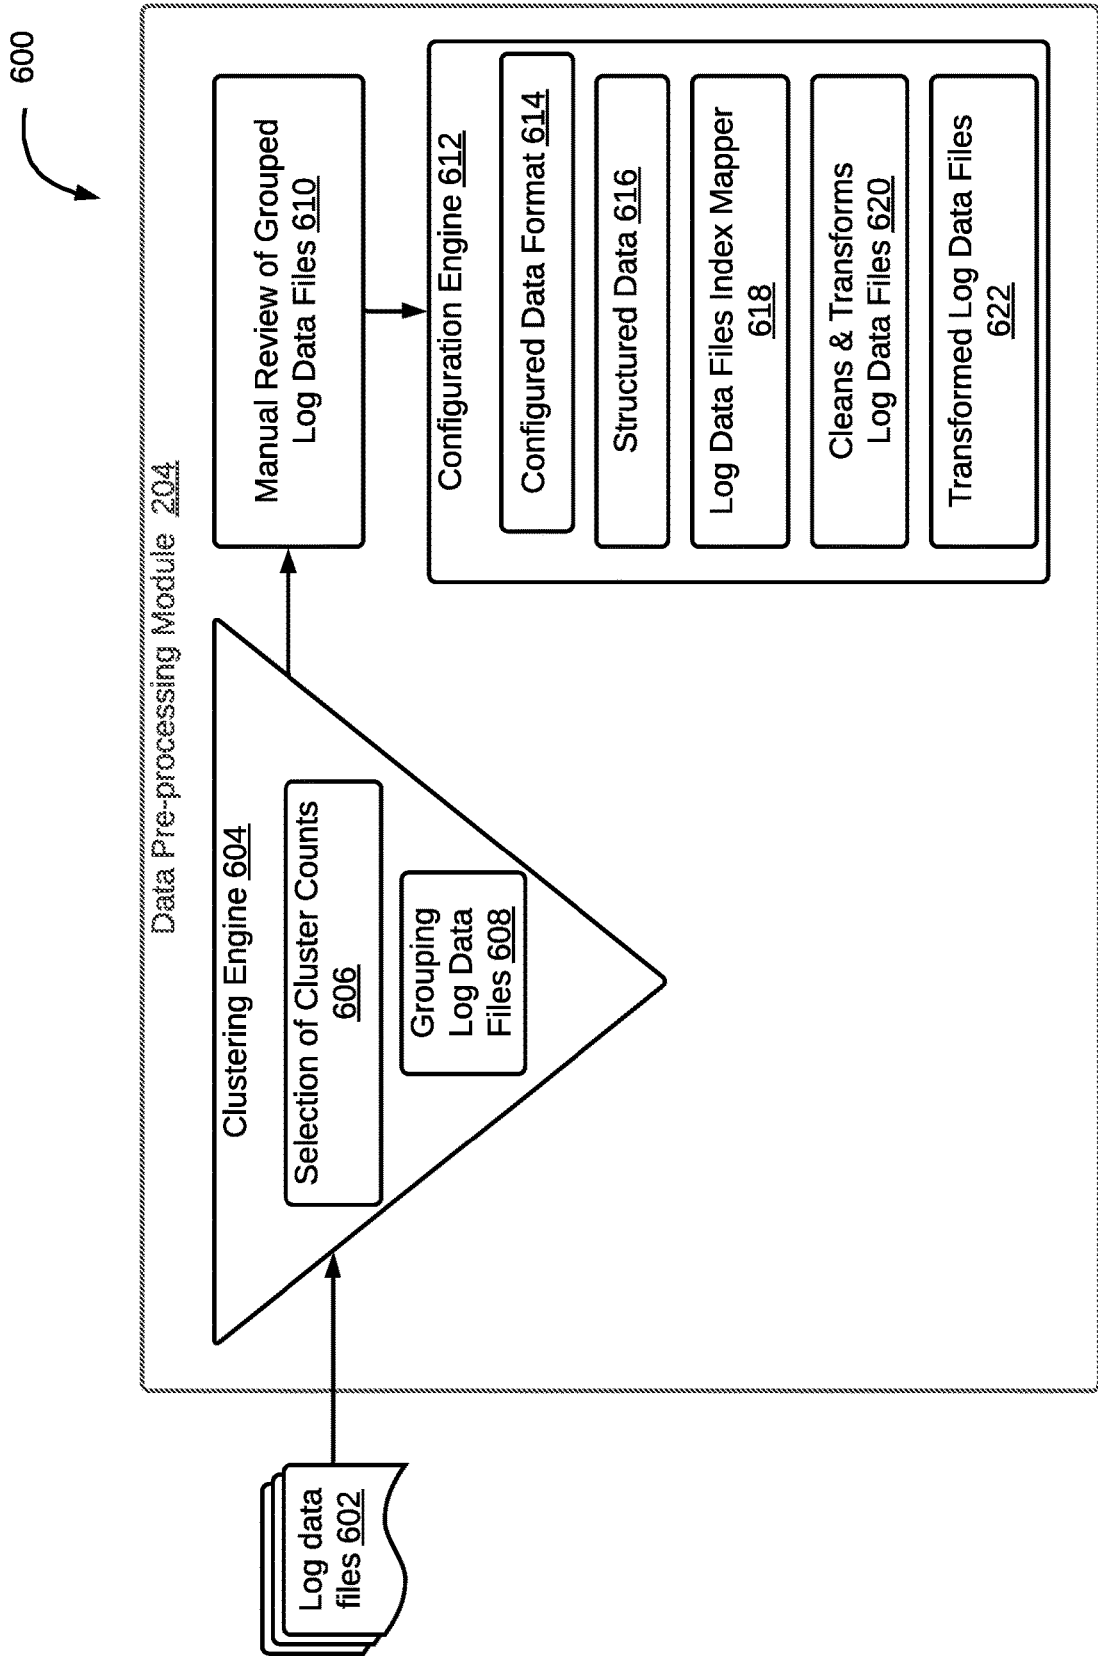 600
Data Pre-processing Module 204
Log data
files 602
Clustering Engine 604
Selection of Cluster Counts
606
Grouping
Log Data
Files 608
Manual Review of Grouped
Log Data Files 610
Configuration Engine 612
Configured Data Format 614
Structured Data 616
Log Data Files Index Mapper
618
Cleans & Transforms
Log Data Files 620
Transformed Log Data Files
622